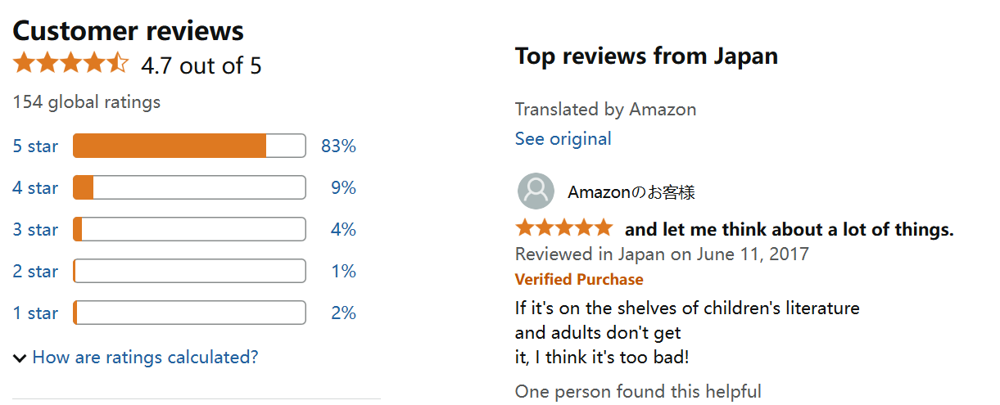 Customer reviews
4.7 out of 5
154 global ratings
5 star 83%
4 star 9%
3 star 4%
2 star 1%
1 star 2%
How are ratings calculated?
Top reviews from Japan
Translated by Amazon
See original
Amazonのお客様
and let me think about a lot of things.
Reviewed in Japan on June 11, 2017
Verified Purchase
If it's on the shelves of children's literature
and adults don't get
it, I think it's too bad!
One person found this helpful